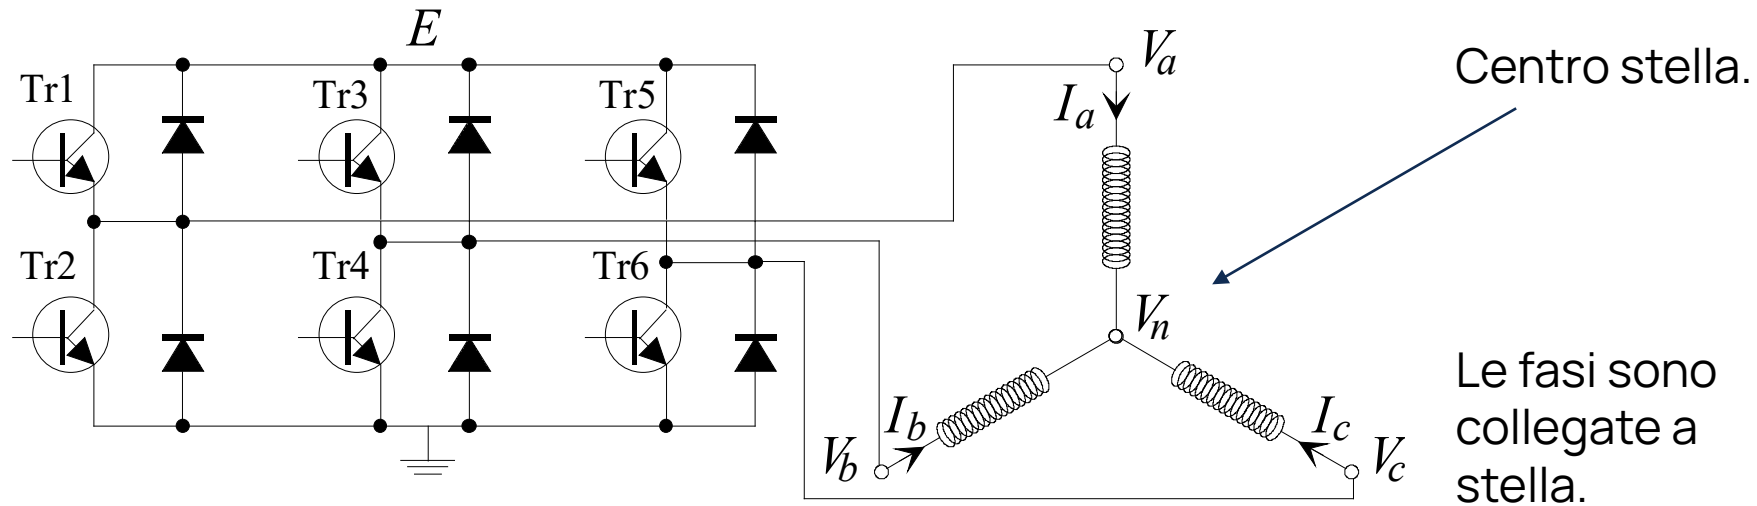 E
Tr1
Tr3
Tr5
Tr2
Tr4
Tr6
Va
Ia
Vn
Ib
Vb
Ic
Vc
Centro stella.
Le fasi sono
collegate a
stella.